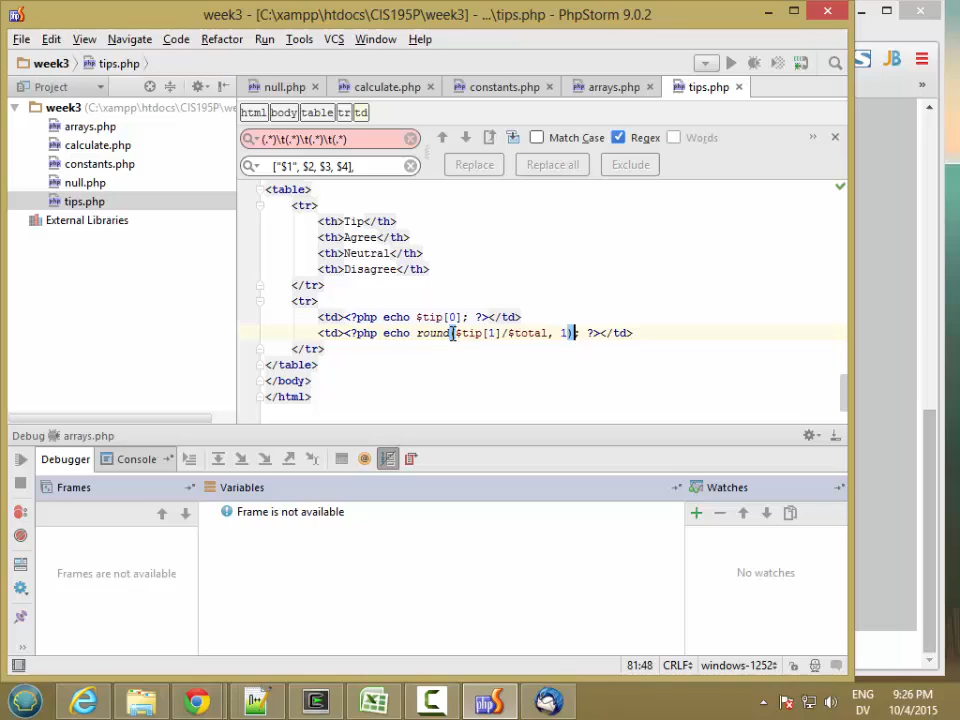 week3 - [C:\xampp\htdocs\CIS195P\week3] - ...\tips.php - PhpStorm 9.0.2
File Edit View Navigate Code Refactor Run Tools VCS Window Help
week3 tips.php
Project
null.php calculate.php constants.php arrays.php tips.php
week3 (C:\xampp\htdocs\CIS195P\we
html body table tr td
arrays.php
(.*)\t(.*)\t(.*)\t(.*)
Match Case Regex Words
calculate.php
constants.php
["$1", $2, $3, $4],
Replace Replace all Exclude
null.php
tips.php
External Libraries
<table>
<tr>
<th>Tip</th>
<th>Agree</th>
<th>Neutral</th>
<th>Disagree</th>
</tr>
<tr>
<td><?php echo $tip[0]; ?></td>
<td><?php echo round($tip[1]/$total, 1); ?></td>
</tr>
</table>
</body>
</html>
Debug arrays.php
Debugger Console
Frames Variables Watches
Frame is not available
Frames are not available
No watches
81:48 CRLF windows-1252
ENG 9:26 PM
DV 10/4/2015